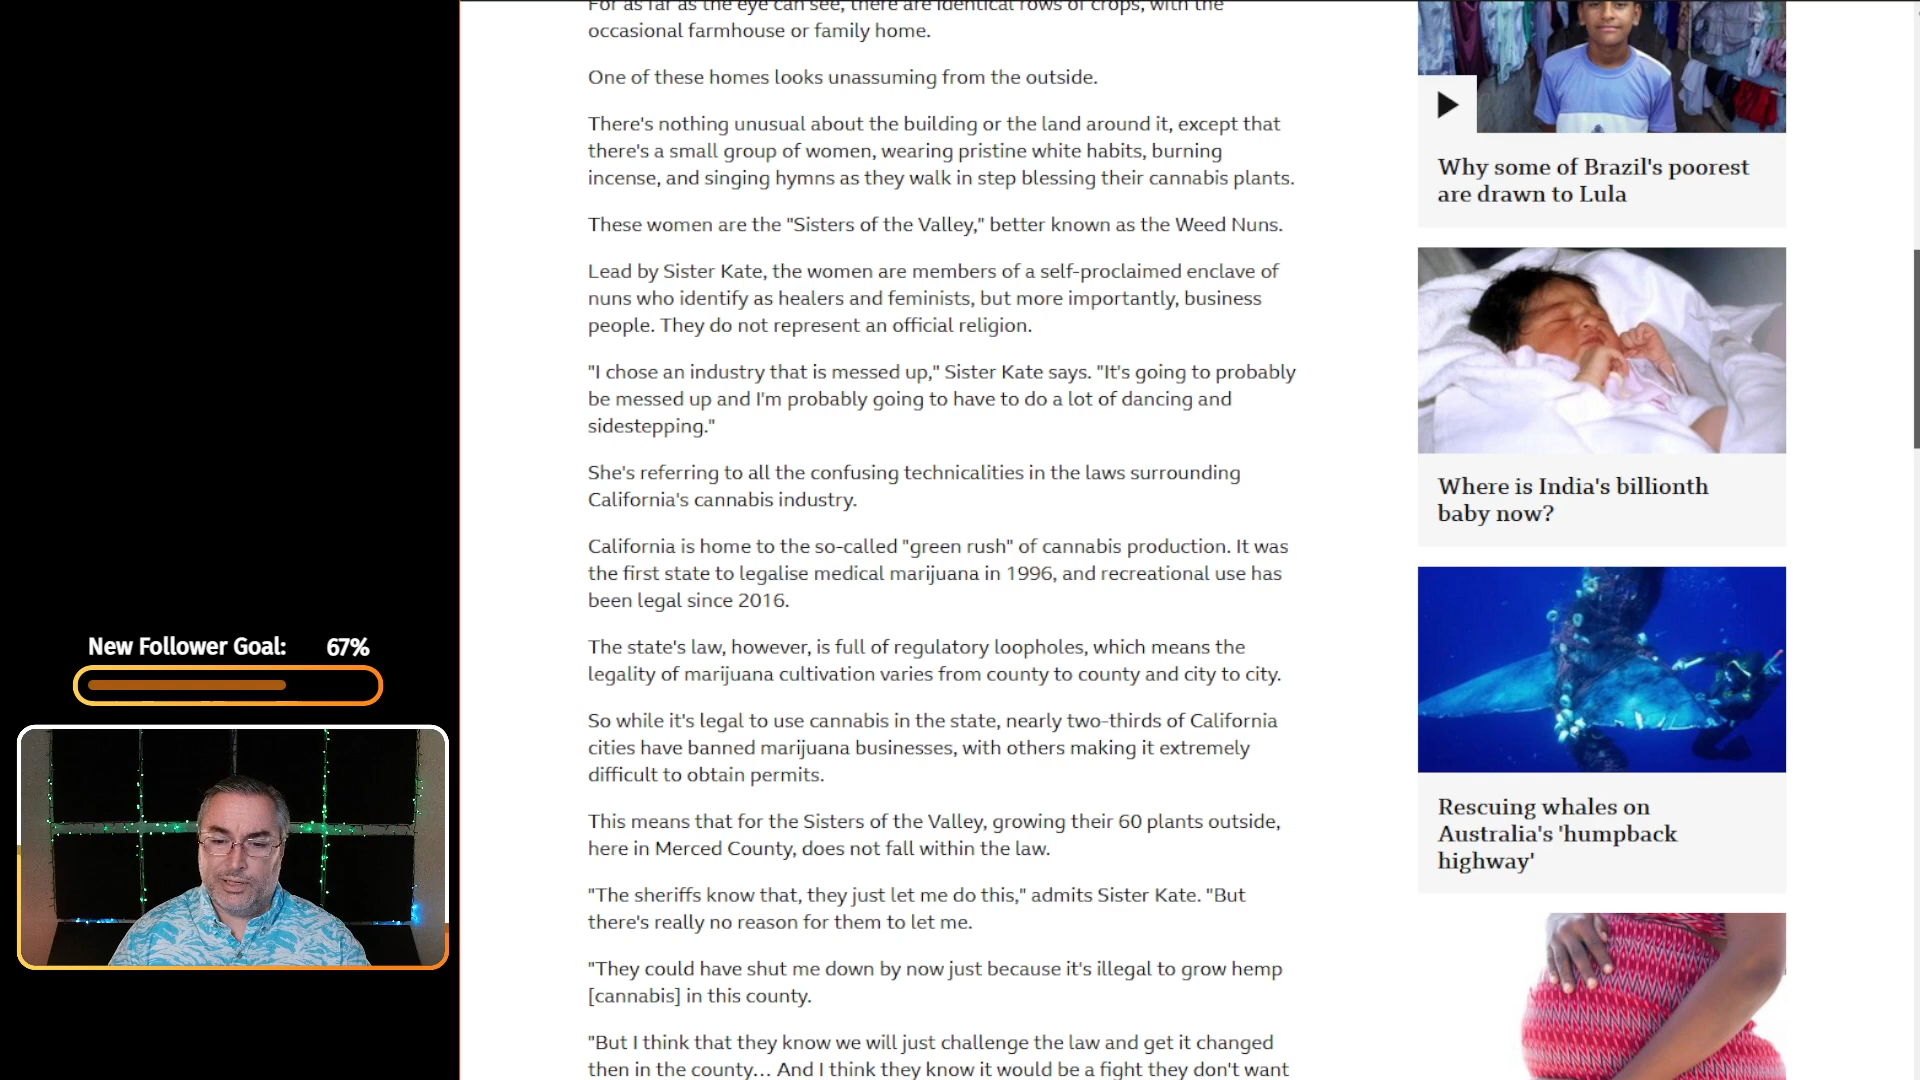 For as far as the eye can see, there are identical rows of crops, with the
occasional farmhouse or family home.
One of these homes looks unassuming from the outside.
There's nothing unusual about the building or the land around it, except that
there's a small group of women, wearing pristine white habits, burning
incense, and singing hymns as they walk in step blessing their cannabis plants.
These women are the "Sisters of the Valley," better known as the Weed Nuns.
Lead by Sister Kate, the women are members of a self-proclaimed enclave of
nuns who identify as healers and feminists, but more importantly, business
people. They do not represent an official religion.
"I chose an industry that is messed up," Sister Kate says. "It's going to probably
be messed up and I'm probably going to have to do a lot of dancing and
sidestepping."
She's referring to all the confusing technicalities in the laws surrounding
California's cannabis industry.
California is home to the so-called "green rush" of cannabis production. It was
the first state to legalise medical marijuana in 1996, and recreational use has
been legal since 2016.
The state's law, however, is full of regulatory loopholes, which means the
legality of marijuana cultivation varies from county to county and city to city.
So while it's legal to use cannabis in the state, nearly two-thirds of California
cities have banned marijuana businesses, with others making it extremely
difficult to obtain permits.
This means that for the Sisters of the Valley, growing their 60 plants outside,
here in Merced County, does not fall within the law.
"The sheriffs know that, they just let me do this," admits Sister Kate. "But
there's really no reason for them to let me.
"They could have shut me down by now just because it's illegal to grow hemp
[cannabis] in this county.
"But I think that they know we will just challenge the law and get it changed
then in the county... And I think they know it would be a fight they don't want
Why some of Brazil's poorest
are drawn to Lula
Where is India's billionth
baby now?
Rescuing whales on
Australia's 'humpback
highway'
New Follower Goal: 67%